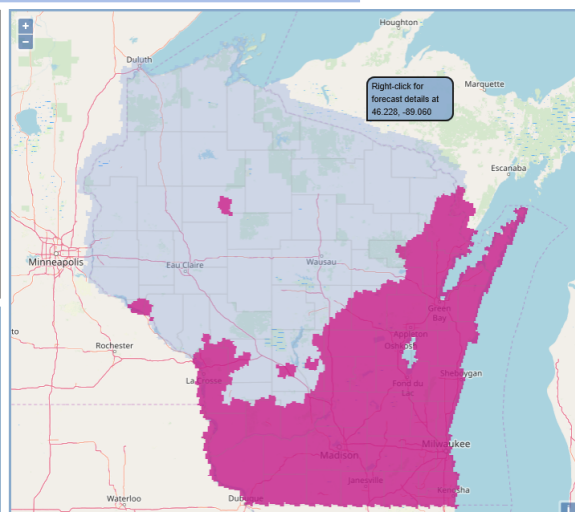 +
−
Houghton
Duluth
Right-click for
forecast details at
46.228, -89.060
Marquette
Escanaba
Minneapolis
Eau Claire
Wausau
Green
Bay
to
Rochester
Appleton
Oshkosh
La Crosse
Fond du
Lac
Sheboygan
Madison
Milwaukee
Janesville
Kenosha
Waterloo
Dubuque